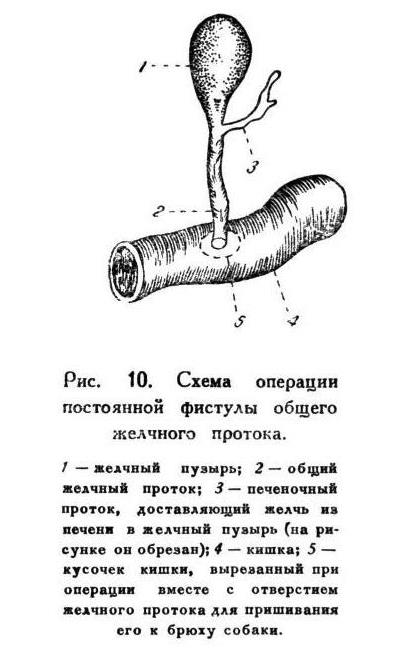 1
3
2
5
4
Рис. 10. Схема операции
постоянной фистулы общего
желчного протока.
1 — желчный пузырь; 2 — общий
желчный проток; 3 — печеночный
проток, доставляющий желчь из
печени в желчный пузырь (на ри-
сунке он обрезан); 4 — кишка; 5 —
кусочек кишки, вырезанный при
операции вместе с отверстием
желчного протока для пришивания
его к брюху собаки.